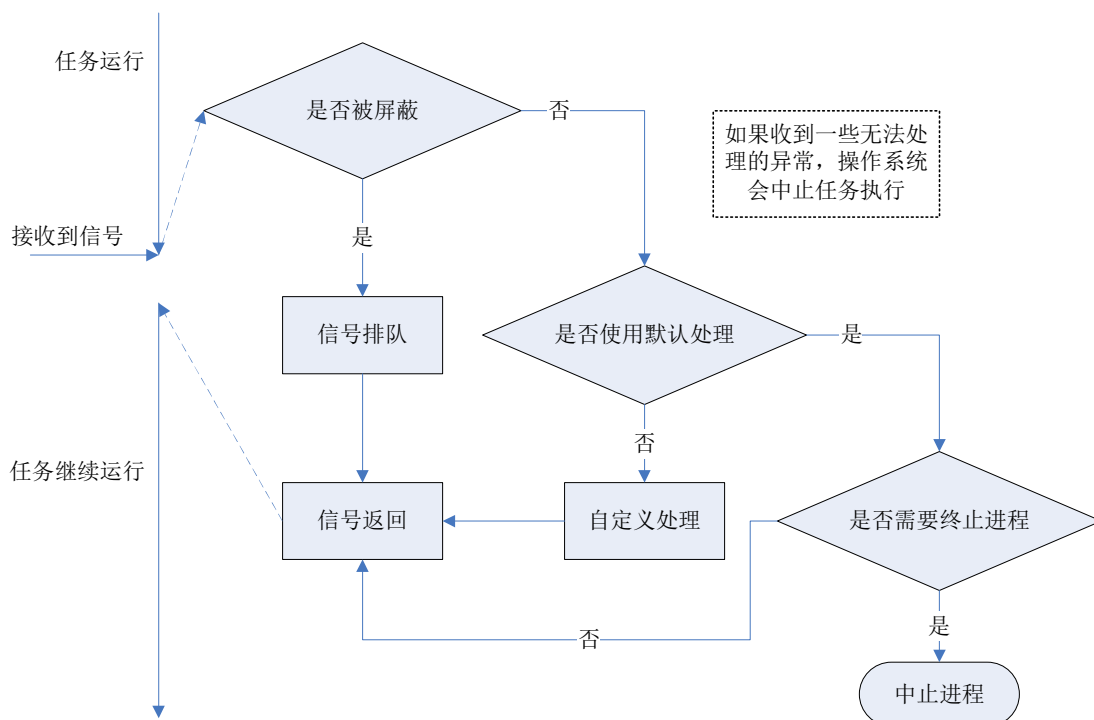 任务运行
是否被屏蔽
否
如果收到一些无法处
理的异常，操作系统
会中止任务执行
接收到信号
是
信号排队
是否使用默认处理
是
否
任务继续运行
信号返回
自定义处理
是否需要终止进程
否
是
中止进程